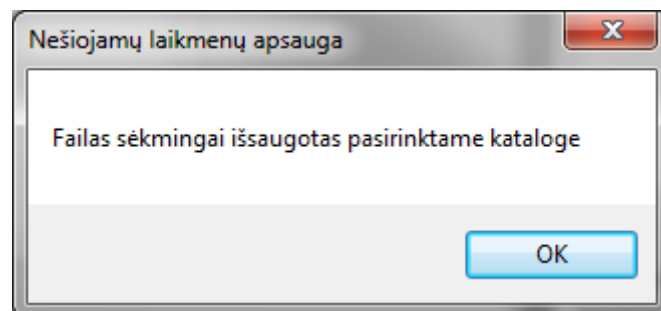 Nešiojamų laikmenų apsauga
Failas sėkmingai išsaugotas pasirinktame kataloge
OK